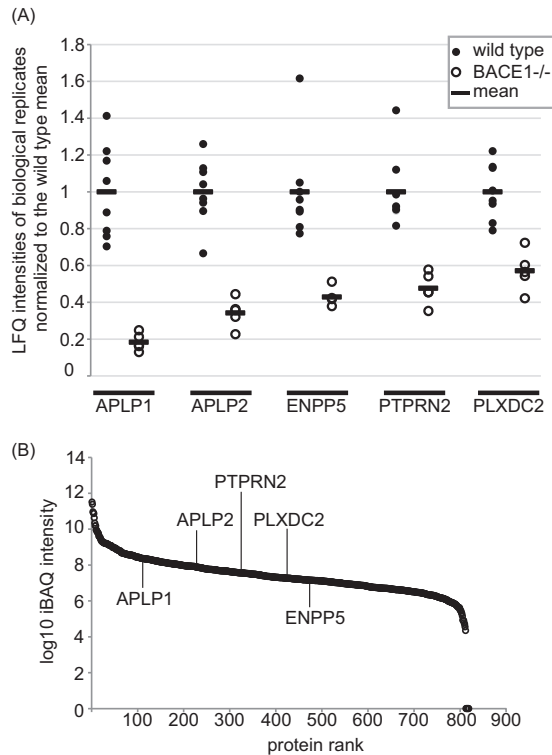 (A)
LFQ intensities of biological replicates
normalized to the wild type mean
1.8
1.6
1.4
1.2
1
0.8
0.6
0.4
0.2
0
wild type
BACE1-/-
mean
APLP1 APLP2 ENPP5 PTPRN2 PLXDC2
(B)
log10 iBAQ intensity
14
12
10
8
6
4
2
0
PTPRN2
APLP2 PLXDC2
APLP1
ENPP5
100 200 300 400 500 600 700 800 900
protein rank